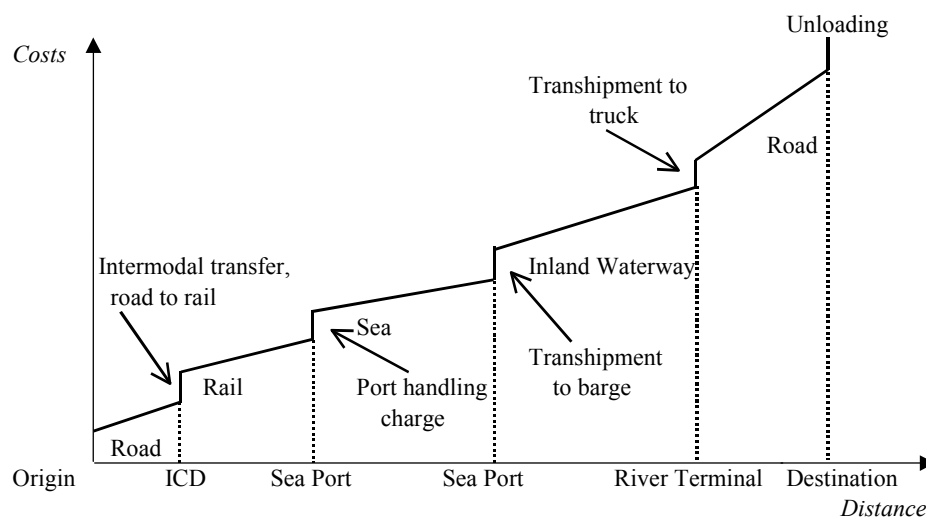 Unloading
Costs
Transhipment to
truck
Road
Intermodal transfer,
road to rail
Inland Waterway
Sea
Transhipment
to barge
Rail
Port handling
charge
Road
Origin
ICD
Sea Port
Sea Port
River Terminal
Destination
Distance